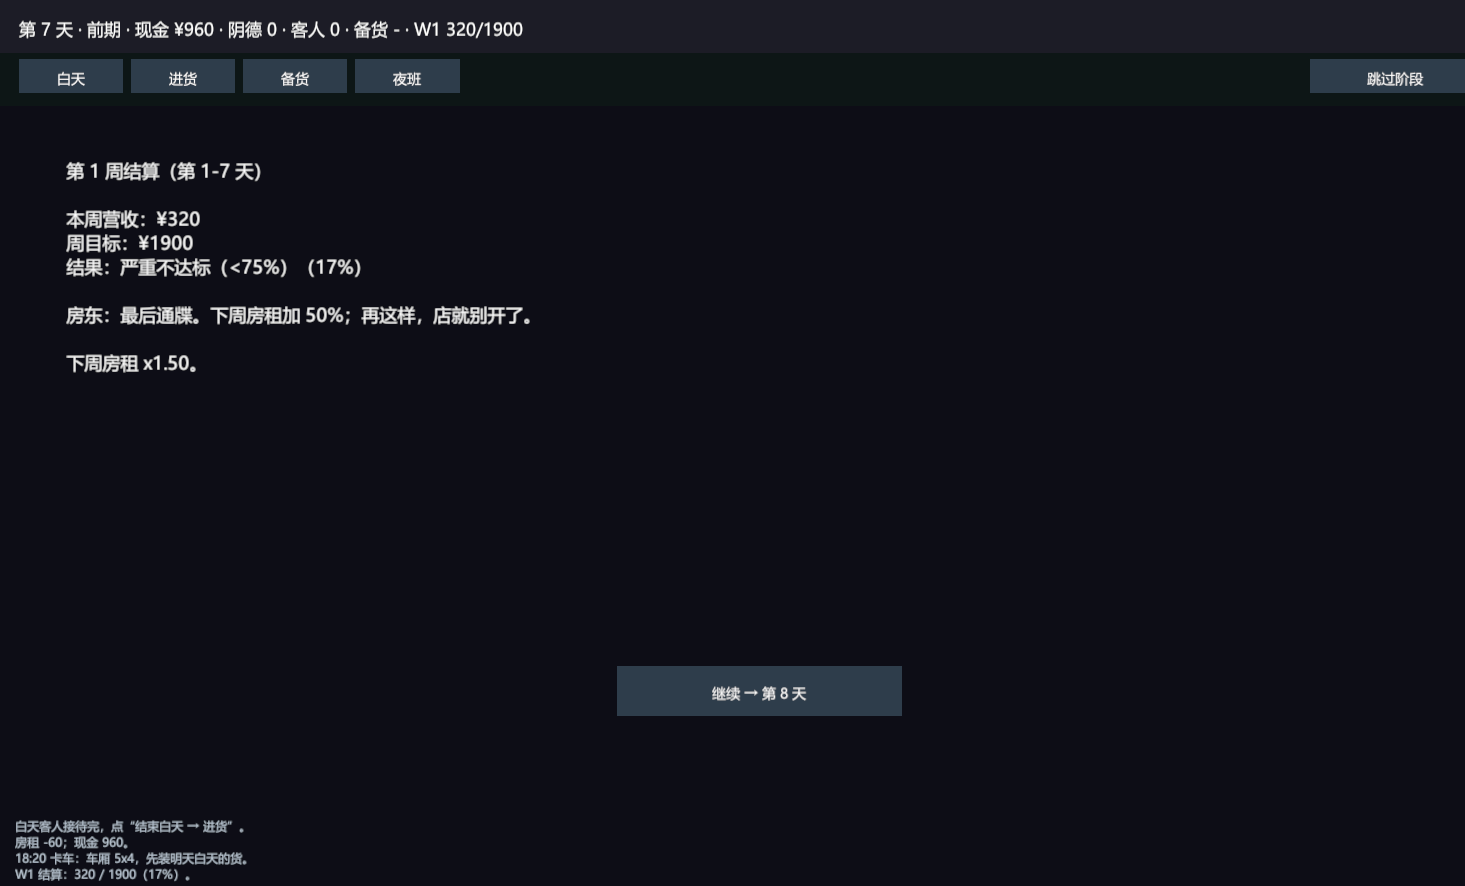 第 7 天 · 前期 · 现金 ¥960 · 阴德 0 · 客人 0 · 备货 - · W1 320/1900
白天 进货 备货 夜班 跳过阶段
第 1 周结算（第 1-7 天）
本周营收：¥320
周目标：¥1900
结果：严重不达标（<75%）（17%）
房东：最后通牒。下周房租加 50%；再这样，店就别开了。
下周房租 x1.50。
继续 → 第 8 天
白天客人接待完，点“结束白天 → 进货”。
房租 -60；现金 960。
18:20 卡车：车厢 5x4，先装明天白天的货。
W1 结算：320 / 1900（17%）。